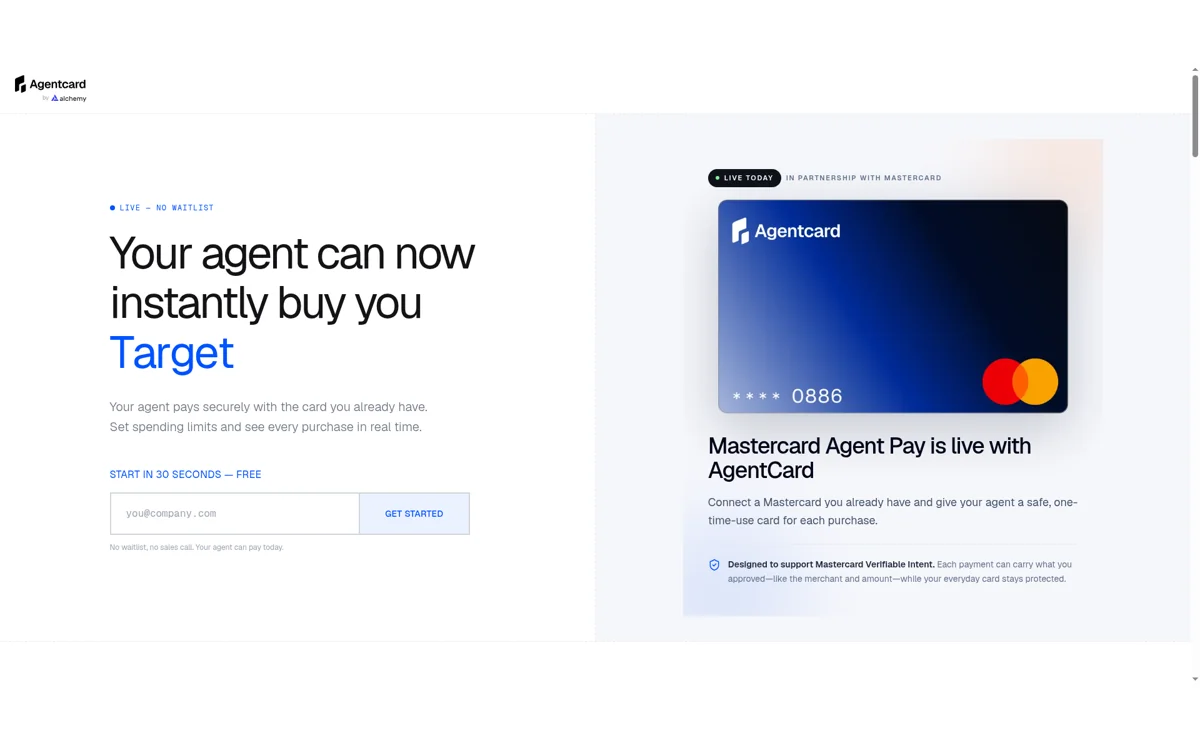 Agentcard
by alchemy
LIVE — NO WAITLIST
Your agent can now
instantly buy you
Target
Your agent pays securely with the card you already have.
Set spending limits and see every purchase in real time.
START IN 30 SECONDS — FREE
you@company.com
GET STARTED
No waitlist, no sales call. Your agent can pay today.
LIVE TODAY
IN PARTNERSHIP WITH MASTERCARD
Agentcard
**** 0886
Mastercard Agent Pay is live with
AgentCard
Connect a Mastercard you already have and give your agent a safe, one-
time-use card for each purchase.
Designed to support Mastercard Verifiable Intent. Each payment can carry what you
approved—like the merchant and amount—while your everyday card stays protected.